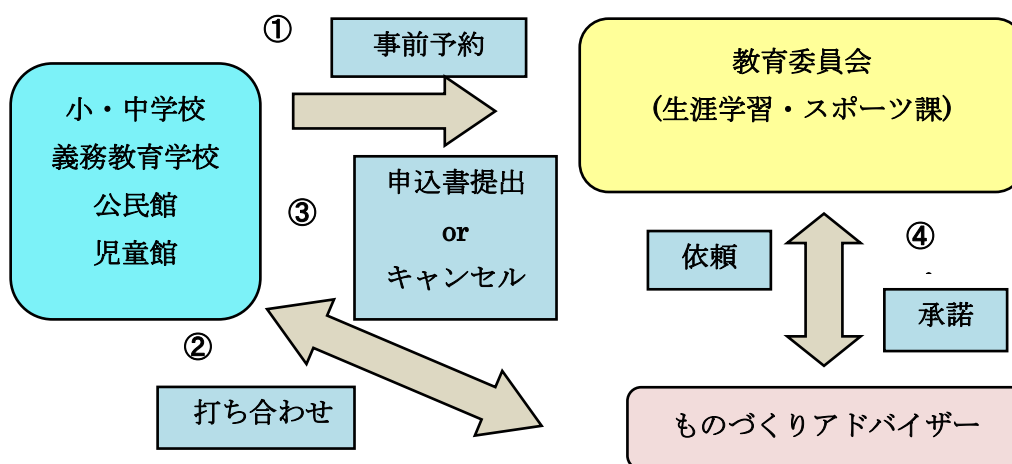 ①
事前予約
教育委員会
(生涯学習・スポーツ課)
小・中学校
義務教育学校
公民館
児童館
③
申込書提出
or
キャンセル
依頼
④
承諾
②
打ち合わせ
ものづくりアドバイザー